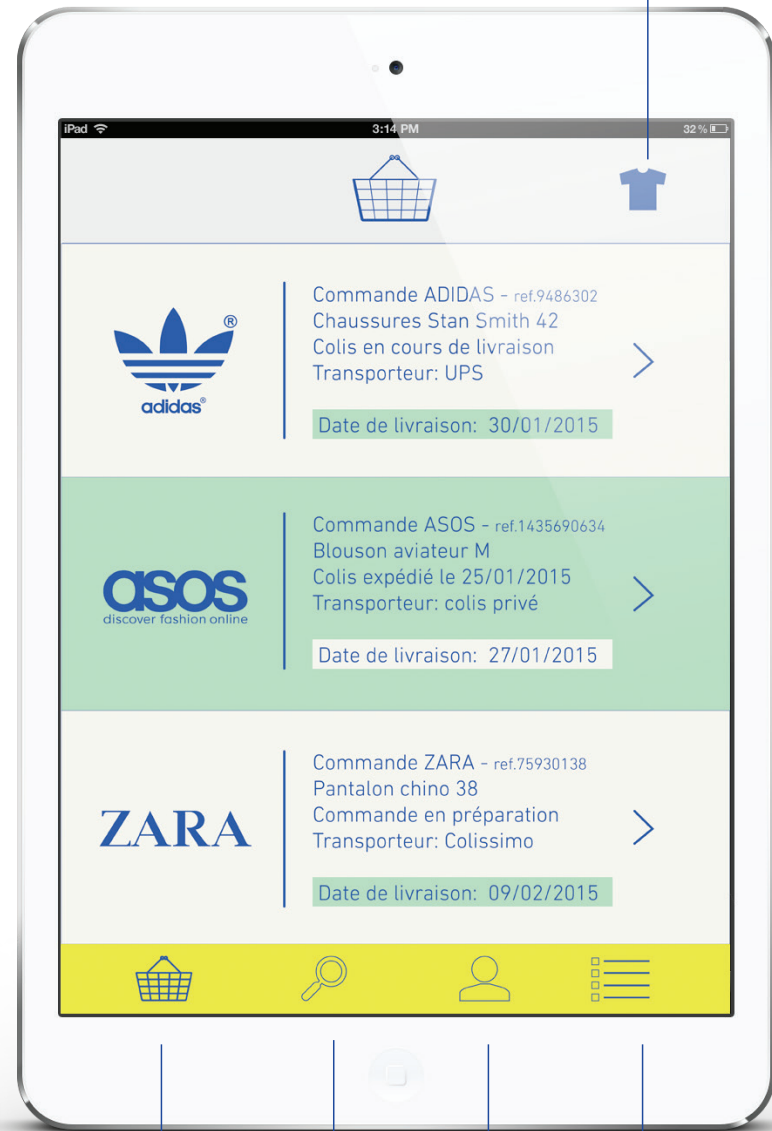 iPad 3:14 PM 32 %
Commande ADIDAS - ref.9486302
Chaussures Stan Smith 42
Colis en cours de livraison
Transporteur: UPS
Date de livraison: 30/01/2015
®
adidas®
Commande ASOS - ref.1435690634
Blouson aviateur M
Colis expédié le 25/01/2015
Transporteur: colis privé
Date de livraison: 27/01/2015
asos
discover fashion online
Commande ZARA - ref.75930138
Pantalon chino 38
Commande en préparation
Transporteur: Colissimo
Date de livraison: 09/02/2015
ZARA